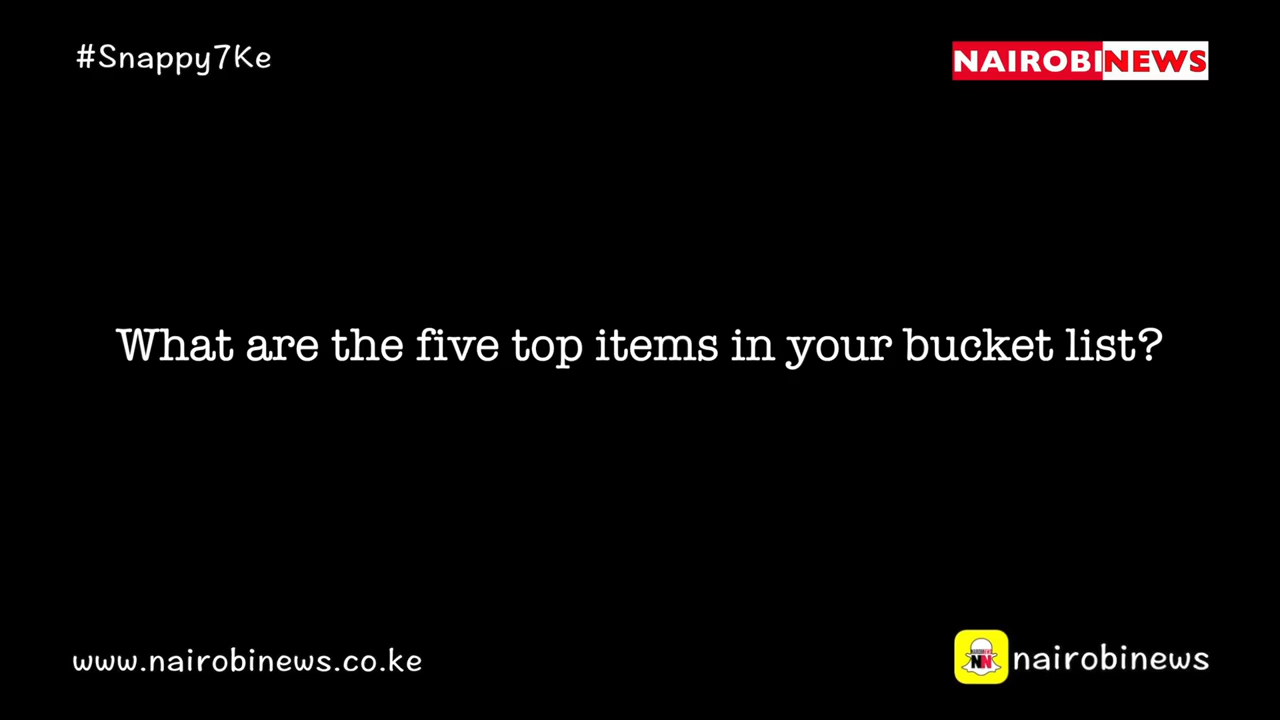 #Snappy7Ke
NAIROBINEWS
What are the five top items in your bucket list?
www.nairobinews.co.ke
nairobinews